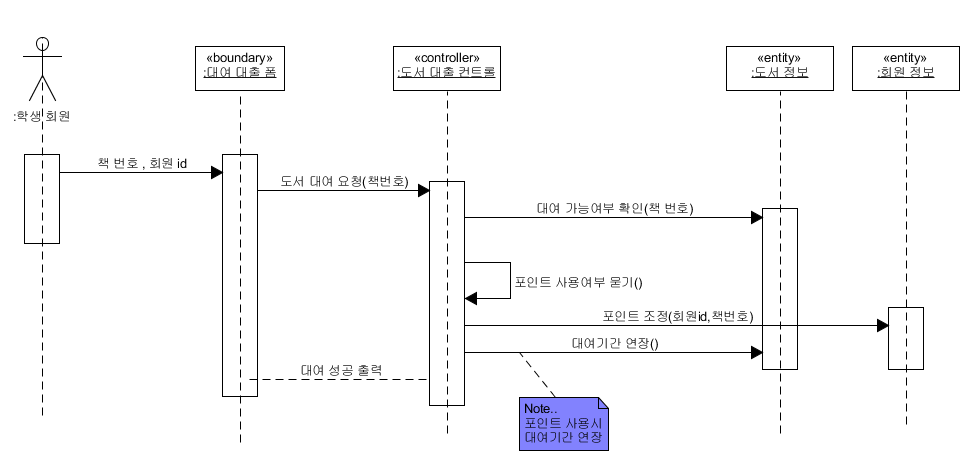 «boundary»
:대여 대출 폼
«controller»
:도서 대출 컨트롤
«entity»
:도서 정보
«entity»
:회원 정보
:학생 회원
책 번호 , 회원 id
도서 대여 요청(책번호)
대여 가능여부 확인(책 번호)
포인트 사용여부 묻기()
포인트 조정(회원id,책번호)
대여기간 연장()
대여 성공 출력
Note..
포인트 사용시
대여기간 연장